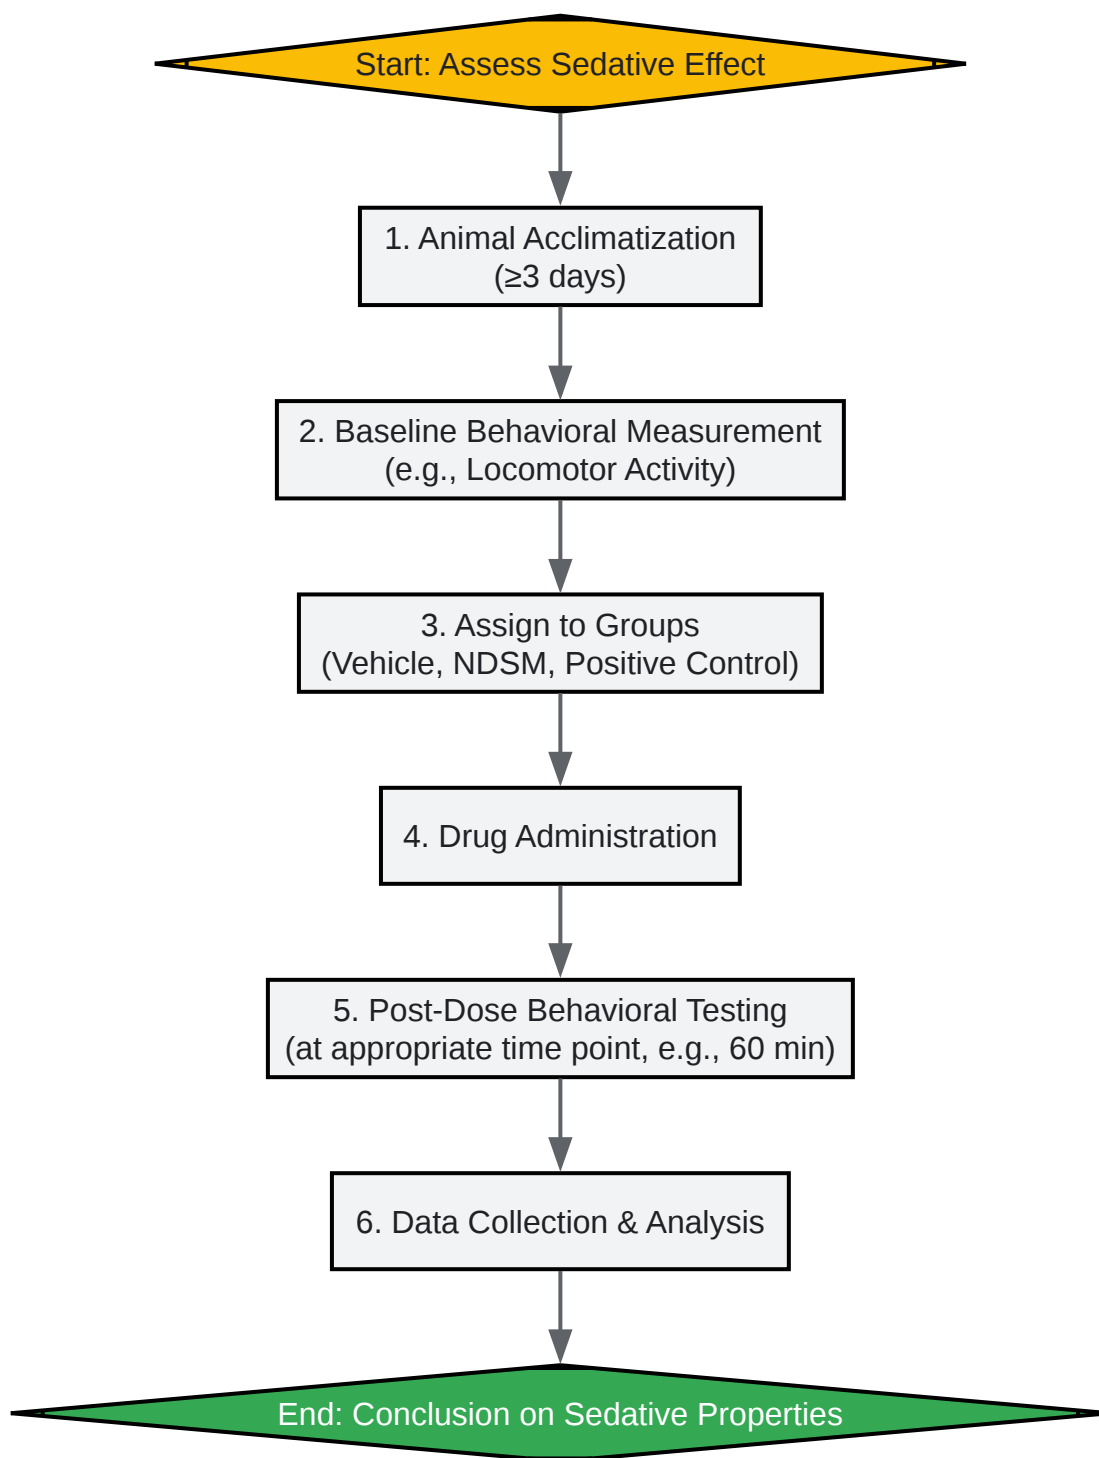 Start: Assess Sedative Effect
1. Animal Acclimatization
(≥3 days)
2. Baseline Behavioral Measurement
(e.g., Locomotor Activity)
3. Assign to Groups
(Vehicle, NDSM, Positive Control)
4. Drug Administration
5. Post-Dose Behavioral Testing
(at appropriate time point, e.g., 60 min)
6. Data Collection & Analysis
End: Conclusion on Sedative Properties